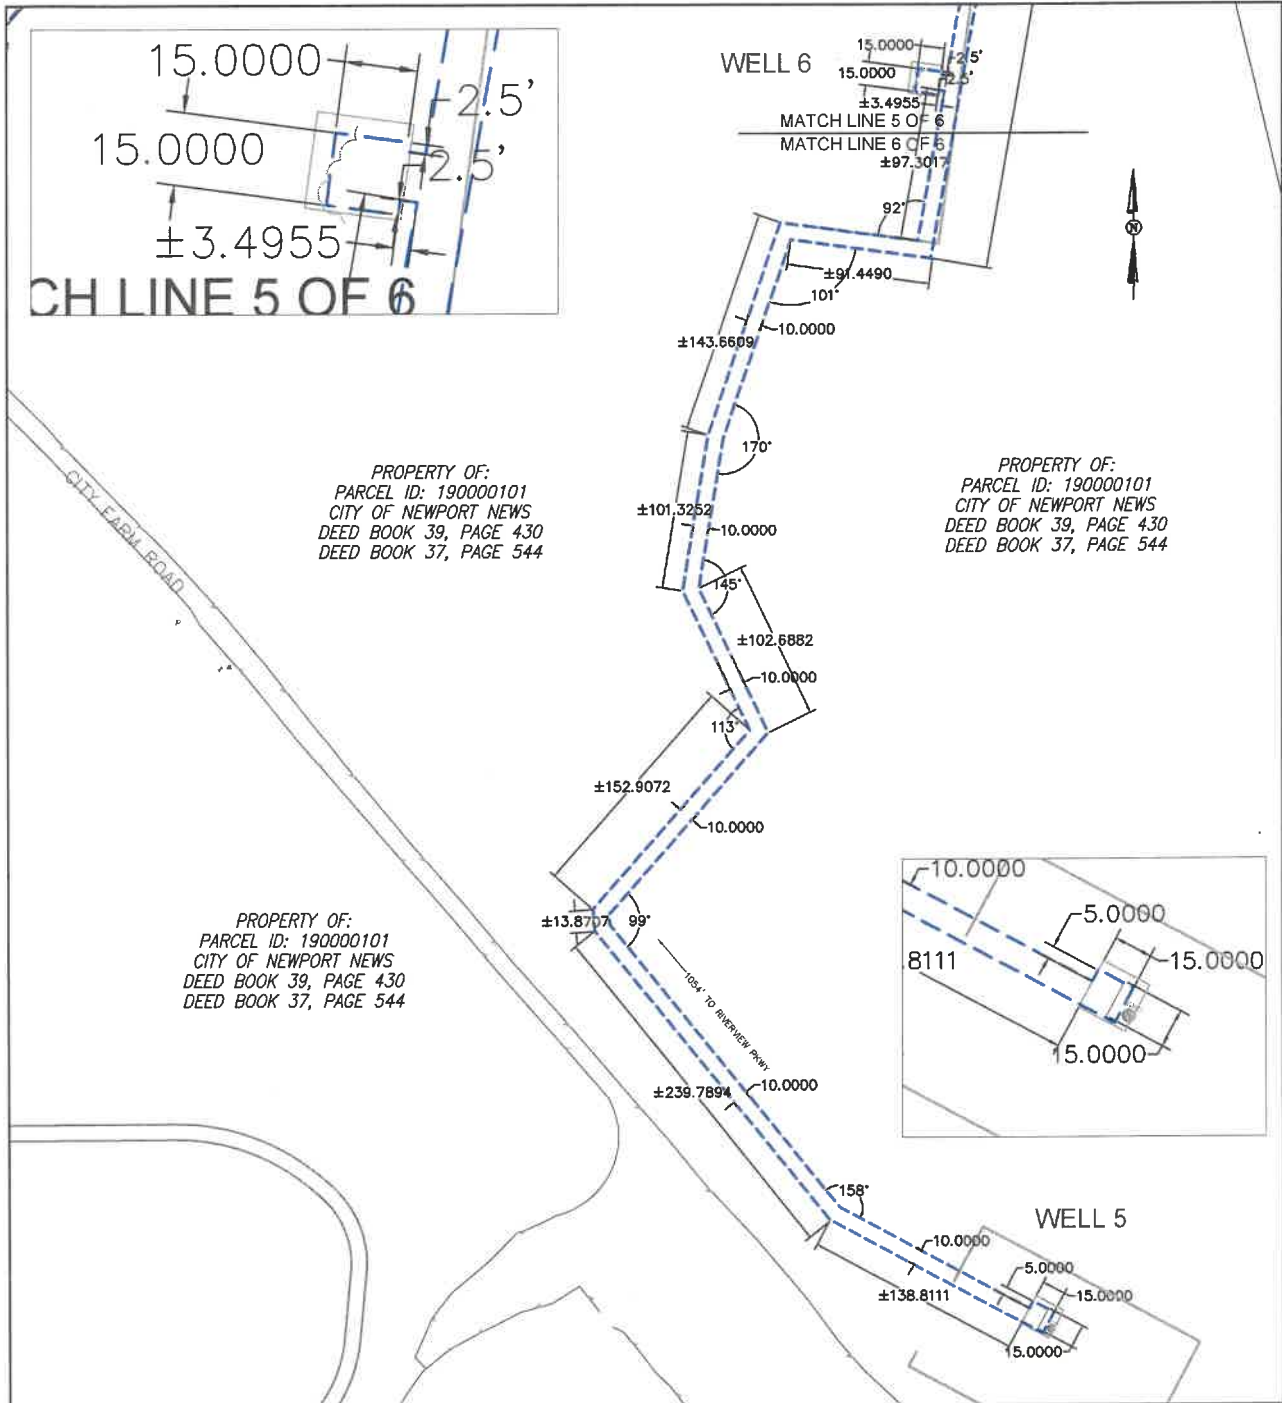 15.0000
2.5'
15.0000
2.5'
±3.4955
CH LINE 5 OF 6
WELL 6
15.0000
2.5'
15.0000
2.5'
±3.4955
MATCH LINE 5 OF 6
MATCH LINE 6 OF 6
±97.3017
92°
N
±91.4490
101°
10.0000
±143.6609
170°
PROPERTY OF:
PARCEL ID: 190000101
CITY OF NEWPORT NEWS
DEED BOOK 39, PAGE 430
DEED BOOK 37, PAGE 544
PROPERTY OF:
PARCEL ID: 190000101
CITY OF NEWPORT NEWS
DEED BOOK 39, PAGE 430
DEED BOOK 37, PAGE 544
CITY FARM ROAD
±101.3252
10.0000
145°
±102.6882
10.0000
113°
±152.9072
10.0000
±13.8707
99°
PROPERTY OF:
PARCEL ID: 190000101
CITY OF NEWPORT NEWS
DEED BOOK 39, PAGE 430
DEED BOOK 37, PAGE 544
1054' TO RIVERVIEW PKWY
10.0000
5.0000
.8111
15.0000
15.0000
±239.7894
10.0000
158°
WELL 5
10.0000
5.0000
±138.8111
15.0000
15.0000